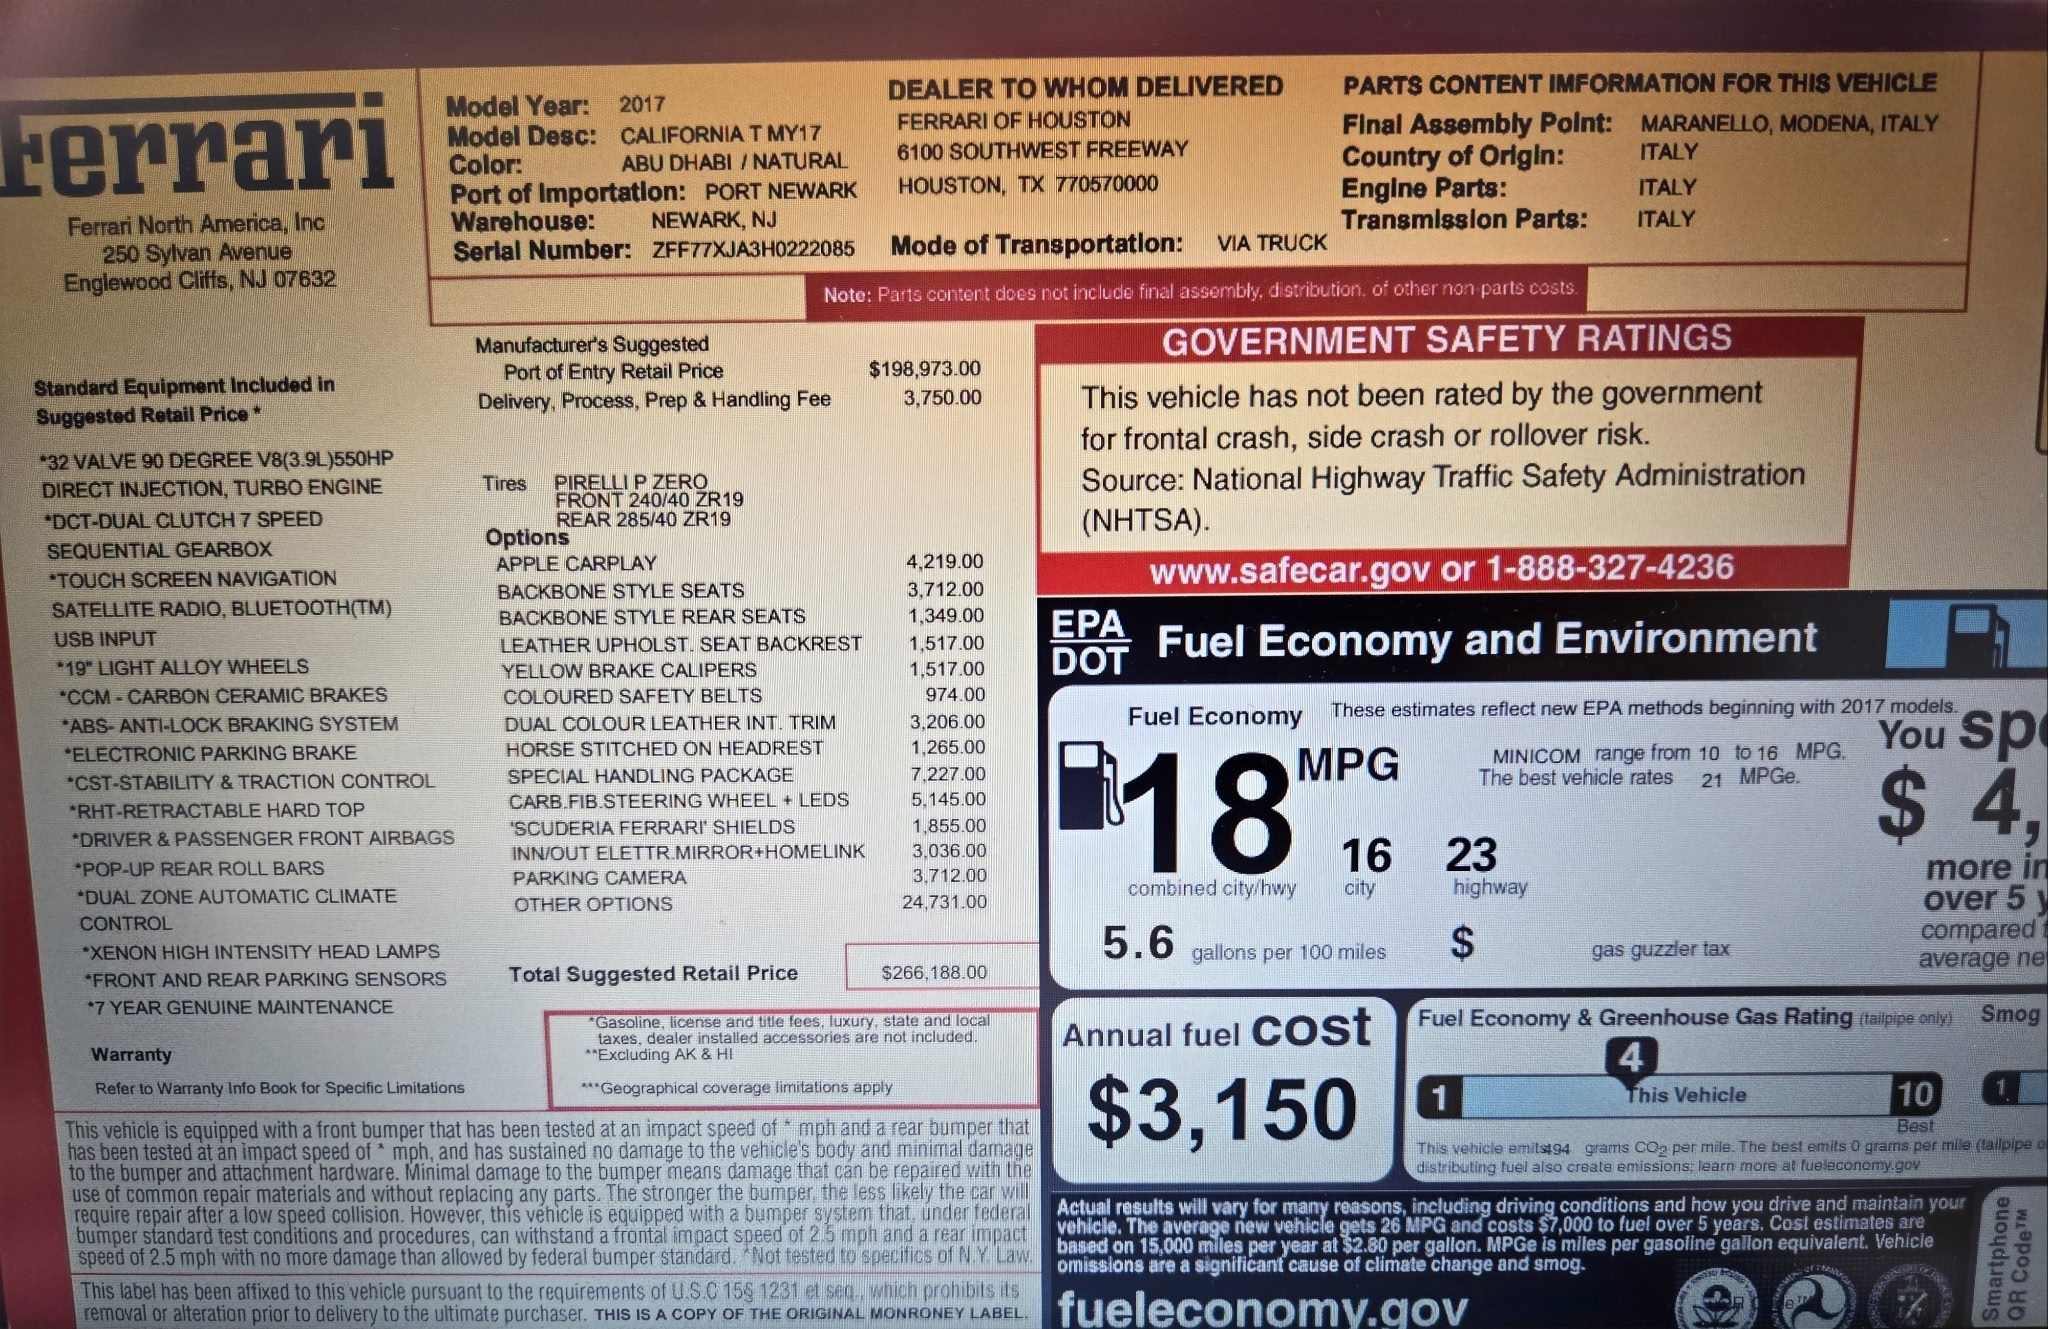 Ferrari
Ferrari North America, Inc
250 Sylvan Avenue
Englewood Cliffs, NJ 07632
Model Year: 2017
Model Desc: CALIFORNIA T MY17
Color: ABU DHABI / NATURAL
Port of Importation: PORT NEWARK
Warehouse: NEWARK, NJ
Serial Number: ZFF77XJA3H0222085
DEALER TO WHOM DELIVERED
FERRARI OF HOUSTON
6100 SOUTHWEST FREEWAY
HOUSTON, TX 770570000
Mode of Transportation: VIA TRUCK
PARTS CONTENT IMFORMATION FOR THIS VEHICLE
Final Assembly Point: MARANELLO, MODENA, ITALY
Country of Origin: ITALY
Engine Parts: ITALY
Transmission Parts: ITALY
Note: Parts content does not include final assembly, distribution, of other non-parts costs.
Standard Equipment Included in
Suggested Retail Price *
*32 VALVE 90 DEGREE V8(3.9L)550HP
DIRECT INJECTION, TURBO ENGINE
*DCT-DUAL CLUTCH 7 SPEED
SEQUENTIAL GEARBOX
*TOUCH SCREEN NAVIGATION
SATELLITE RADIO, BLUETOOTH(TM)
USB INPUT
*19" LIGHT ALLOY WHEELS
*CCM - CARBON CERAMIC BRAKES
*ABS- ANTI-LOCK BRAKING SYSTEM
*ELECTRONIC PARKING BRAKE
*CST-STABILITY & TRACTION CONTROL
*RHT-RETRACTABLE HARD TOP
*DRIVER & PASSENGER FRONT AIRBAGS
*POP-UP REAR ROLL BARS
*DUAL ZONE AUTOMATIC CLIMATE
CONTROL
*XENON HIGH INTENSITY HEAD LAMPS
*FRONT AND REAR PARKING SENSORS
*7 YEAR GENUINE MAINTENANCE
Warranty
Refer to Warranty Info Book for Specific Limitations
Manufacturer's Suggested
Port of Entry Retail Price $198,973.00
Delivery, Process, Prep & Handling Fee 3,750.00
Tires PIRELLI P ZERO
FRONT 240/40 ZR19
REAR 285/40 ZR19
Options
APPLE CARPLAY 4,219.00
BACKBONE STYLE SEATS 3,712.00
BACKBONE STYLE REAR SEATS 1,349.00
LEATHER UPHOLST. SEAT BACKREST 1,517.00
YELLOW BRAKE CALIPERS 1,517.00
COLOURED SAFETY BELTS 974.00
DUAL COLOUR LEATHER INT. TRIM 3,206.00
HORSE STITCHED ON HEADREST 1,265.00
SPECIAL HANDLING PACKAGE 7,227.00
CARB.FIB.STEERING WHEEL + LEDS 5,145.00
'SCUDERIA FERRARI' SHIELDS 1,855.00
INN/OUT ELETTR.MIRROR+HOMELINK 3,036.00
PARKING CAMERA 3,712.00
OTHER OPTIONS 24,731.00
Total Suggested Retail Price $266,188.00
*Gasoline, license and title fees, luxury, state and local
taxes, dealer installed accessories are not included.
**Excluding AK & HI
***Geographical coverage limitations apply
This vehicle is equipped with a front bumper that has been tested at an impact speed of * mph and a rear bumper that
has been tested at an impact speed of * mph, and has sustained no damage to the vehicle's body and minimal damage
to the bumper and attachment hardware. Minimal damage to the bumper means damage that can be repaired with the
use of common repair materials and without replacing any parts. The stronger the bumper, the less likely the car will
require repair after a low speed collision. However, this vehicle is equipped with a bumper system that, under federal
bumper standard test conditions and procedures, can withstand a frontal impact speed of 2.5 mph and a rear impact
speed of 2.5 mph with no more damage than allowed by federal bumper standard. *Not tested to specifics of N.Y. Law.
This label has been affixed to this vehicle pursuant to the requirements of U.S.C 15§ 1231 et seq., which prohibits its
removal or alteration prior to delivery to the ultimate purchaser. THIS IS A COPY OF THE ORIGINAL MONRONEY LABEL.
GOVERNMENT SAFETY RATINGS
This vehicle has not been rated by the government
for frontal crash, side crash or rollover risk.
Source: National Highway Traffic Safety Administration
(NHTSA).
www.safecar.gov or 1-888-327-4236
EPA
DOT
Fuel Economy and Environment
Fuel Economy
These estimates reflect new EPA methods beginning with 2017 models.
18 MPG
MINICOM range from 10 to 16 MPG.
The best vehicle rates 21 MPGe.
16 23
combined city/hwy city highway
5.6 gallons per 100 miles $ gas guzzler tax
You spe
$ 4,
more in
over 5 y
compared t
average ne
Annual fuel cost
$3,150
Fuel Economy & Greenhouse Gas Rating (tailpipe only) Smog
4
1 This Vehicle 10 1
Best
This vehicle emits494 grams CO2 per mile. The best emits 0 grams per mile (tailpipe o
distributing fuel also create emissions; learn more at fueleconomy.gov
Actual results will vary for many reasons, including driving conditions and how you drive and maintain your
vehicle. The average new vehicle gets 26 MPG and costs $7,000 to fuel over 5 years. Cost estimates are
based on 15,000 miles per year at $2.80 per gallon. MPGe is miles per gasoline gallon equivalent. Vehicle
omissions are a significant cause of climate change and smog.
fueleconomy.gov
Smartphone
QR Code™